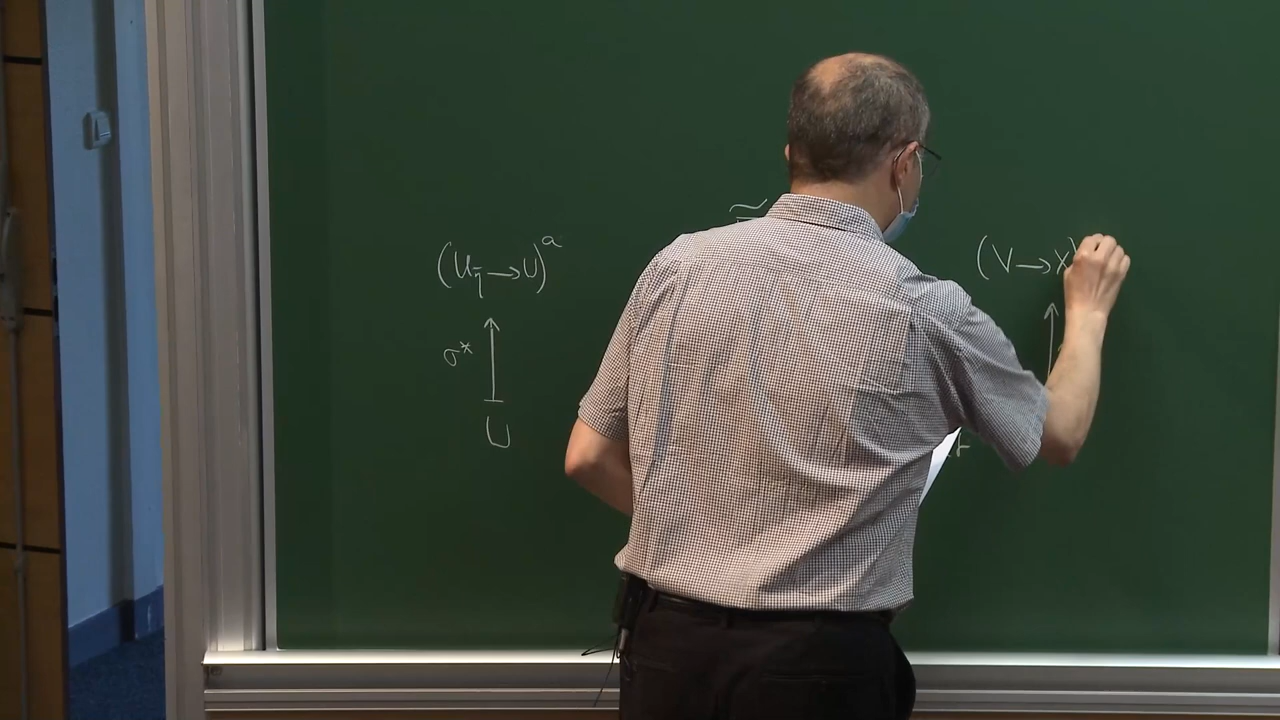 (U_η̄ → U)^a
(V → X)
σ* ↑
U